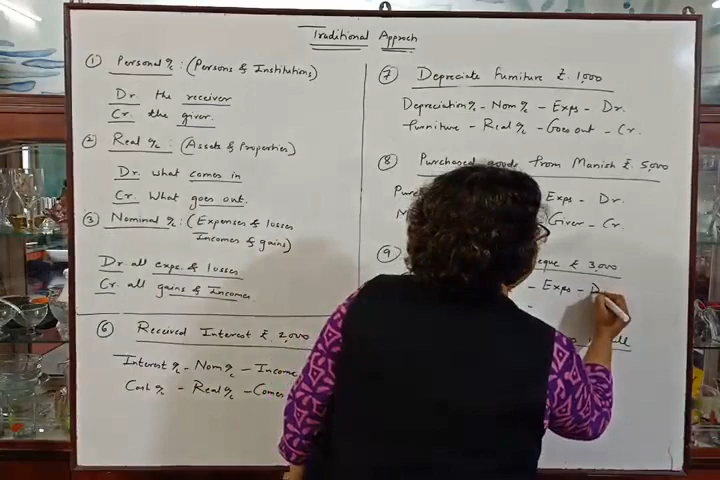 Traditional Approch
① Personal a/c : (Persons & Institutions)
Dr. the receiver
Cr. the giver.
② Real a/c : (Assets & Properties)
Dr. what comes in
Cr. What goes out.
③ Nominal a/c : (Expenses & losses
Incomes & gains)
Dr. all exps. & losses
Cr. all gains & Incomes
⑥ Received Interest ₹. 2,000
Interest a/c - Nom a/c - Income
Cash a/c - Real a/c - Comes
⑦ Depreciate Furniture ₹. 1,000
Depreciation a/c - Nom a/c - Exps - Dr.
Furniture - Real a/c - Goes out - Cr.
⑧ Purchased goods from Manish ₹. 5,000
Exps - Dr.
Giver - Cr.
⑨ ₹ 3,000
- Exps - D
-